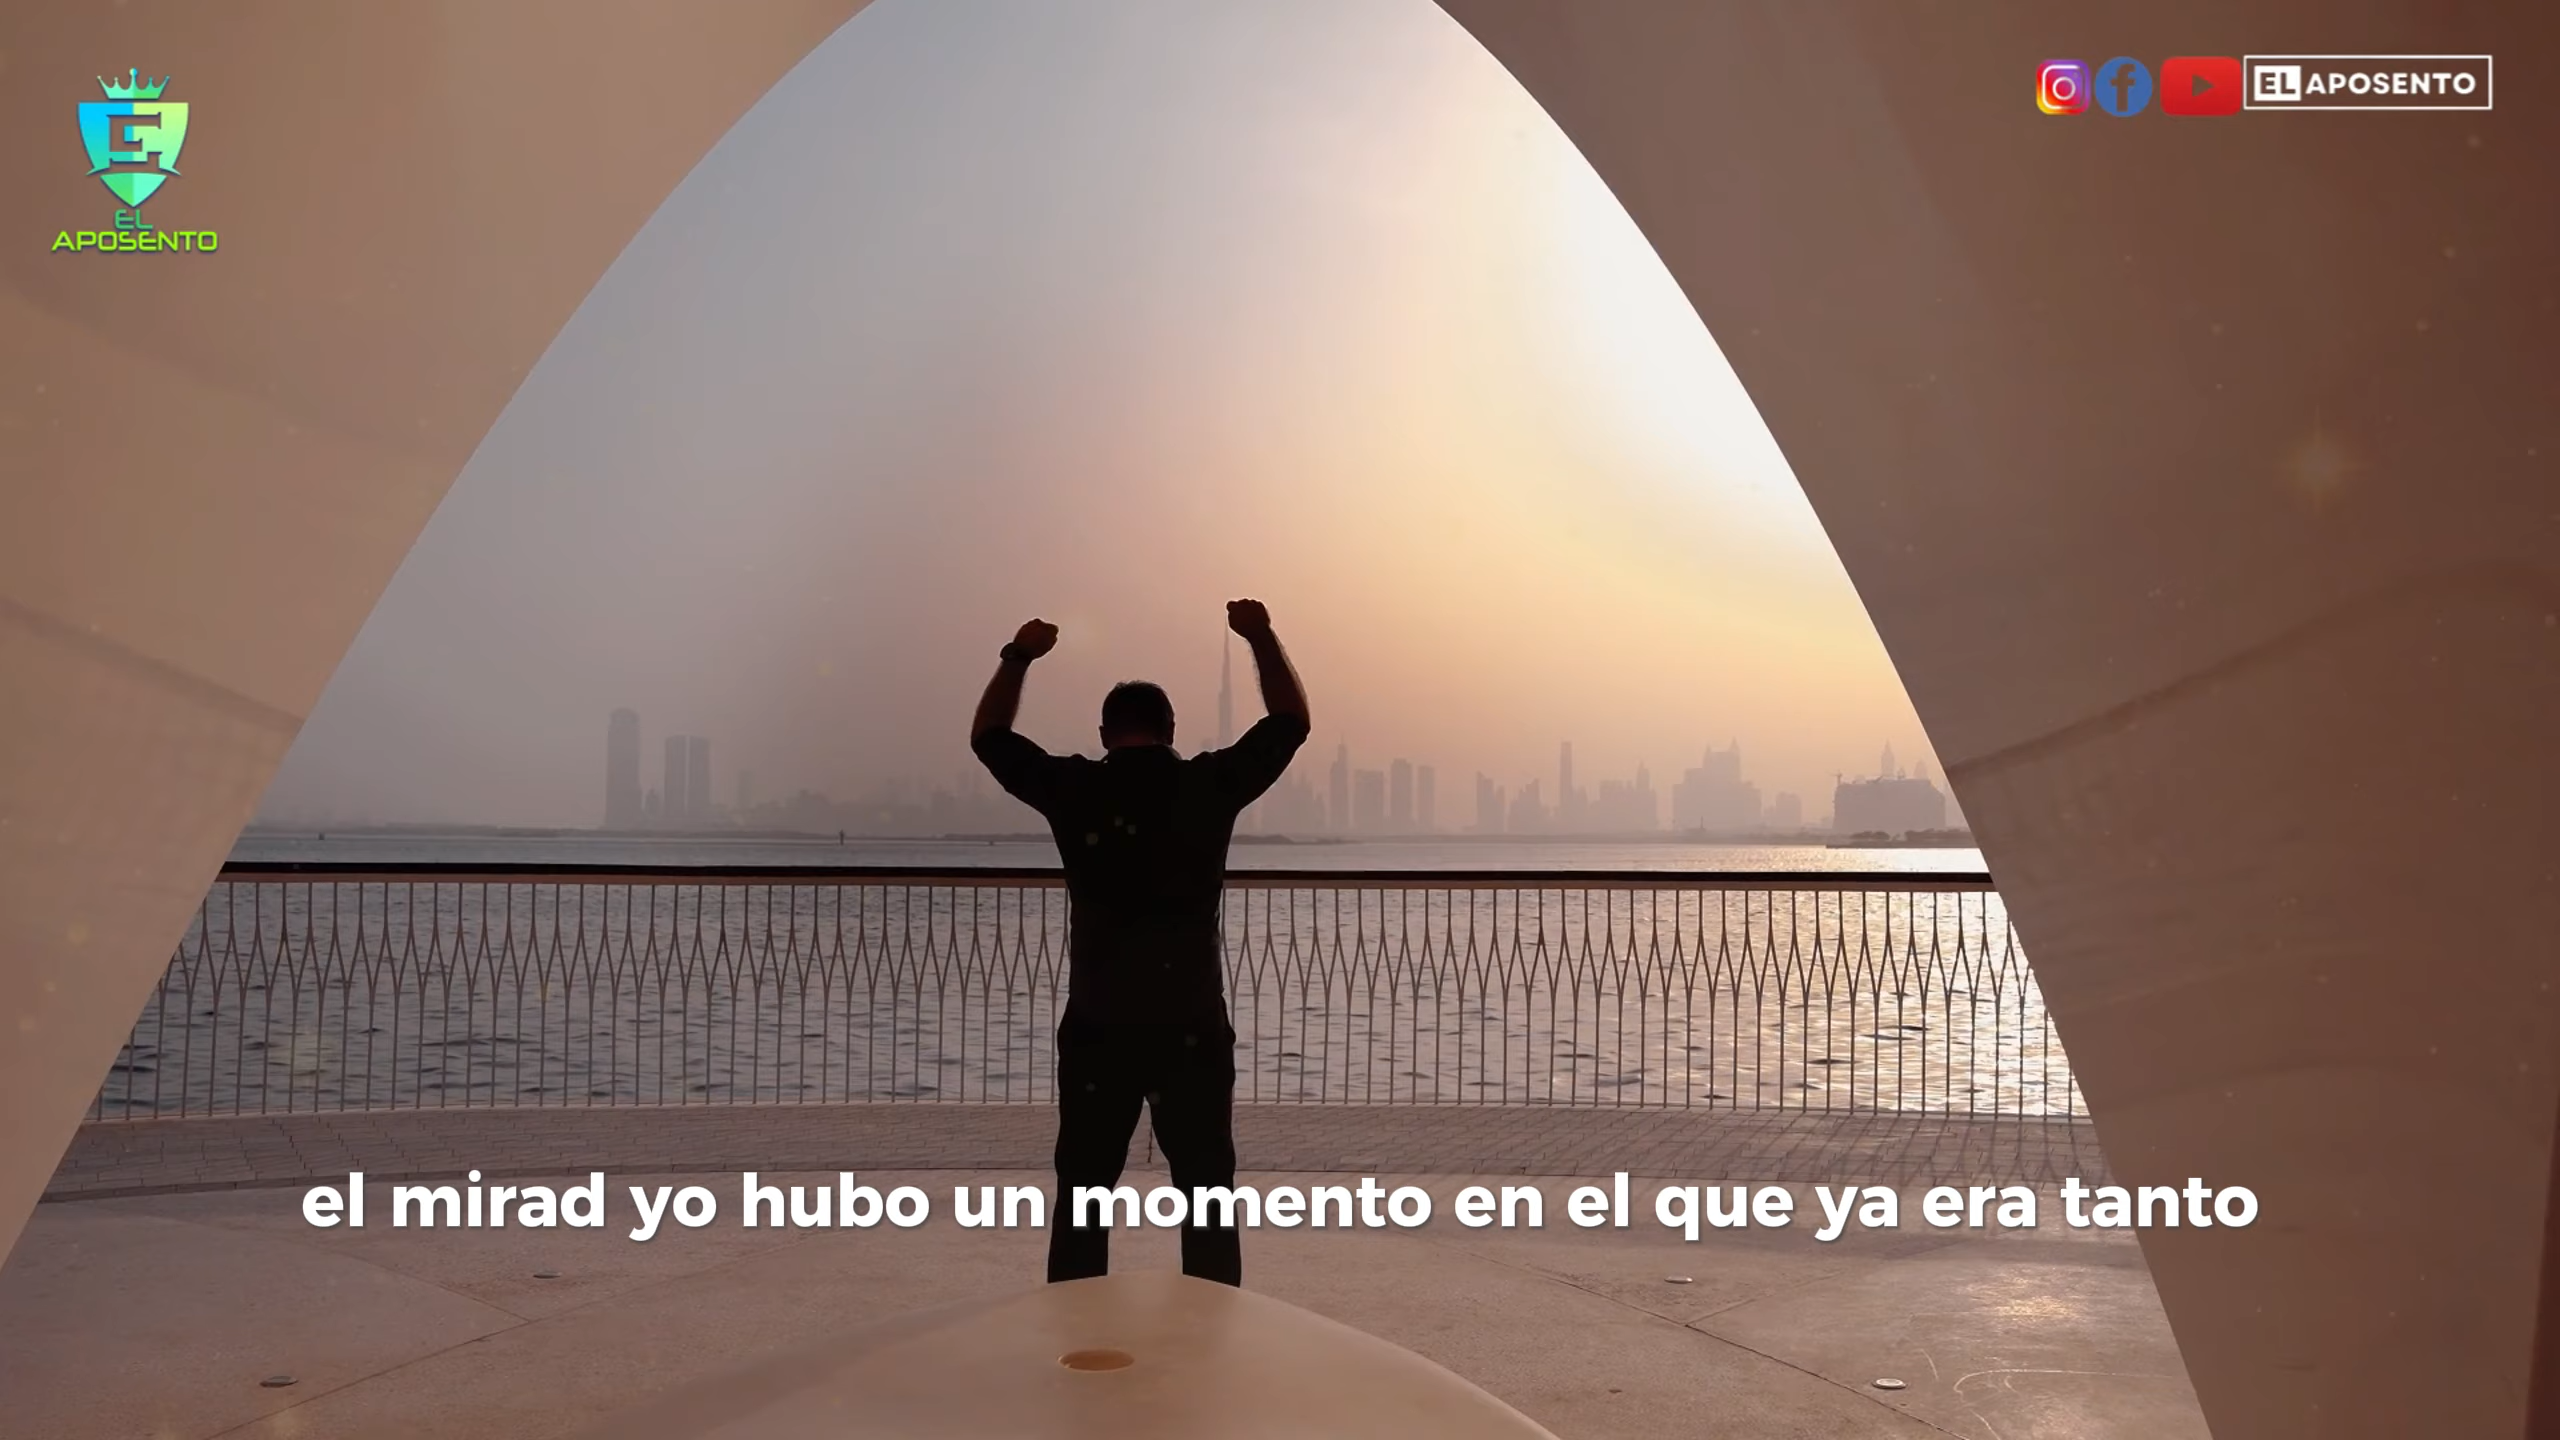 EL
APOSENTO
EL APOSENTO
el mirad yo hubo un momento en el que ya era tanto